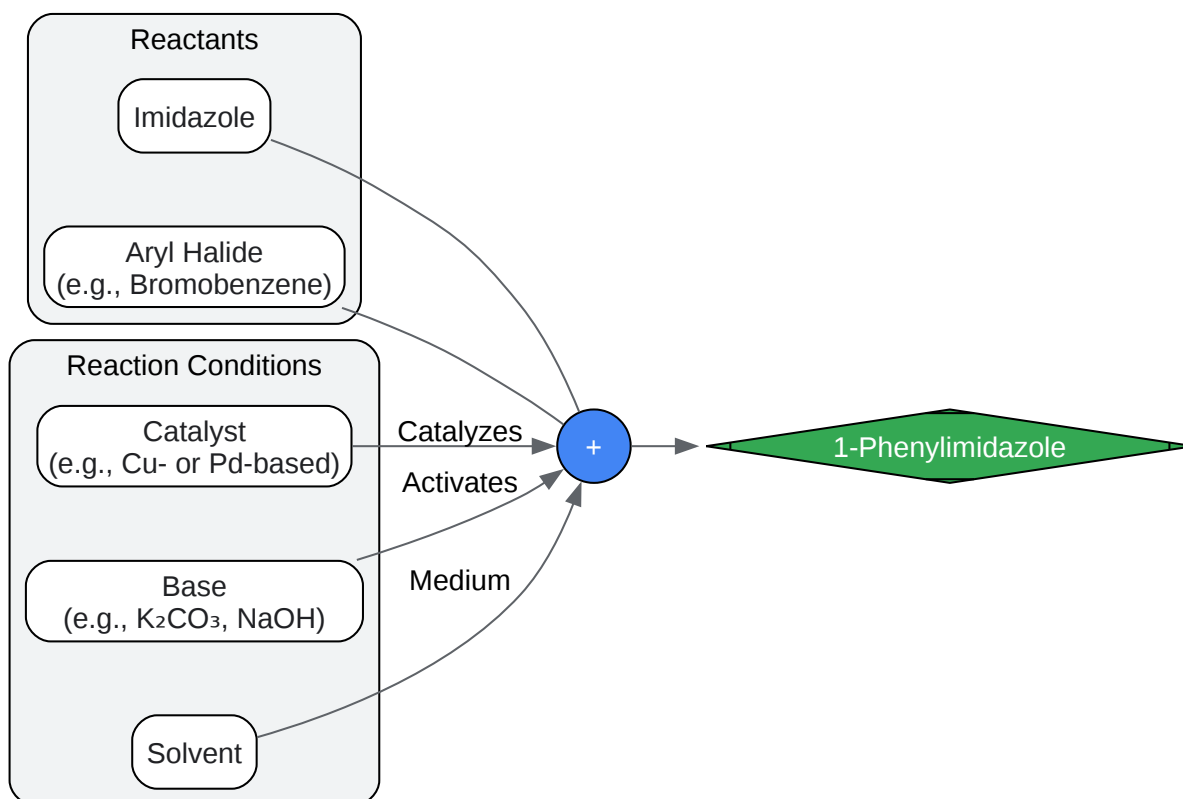 Reactants
Imidazole
Aryl Halide
(e.g., Bromobenzene)
Reaction Conditions
Catalyst
(e.g., Cu- or Pd-based)
Base
(e.g., K₂CO₃, NaOH)
Solvent
Catalyzes
Activates
Medium
+
1-Phenylimidazole